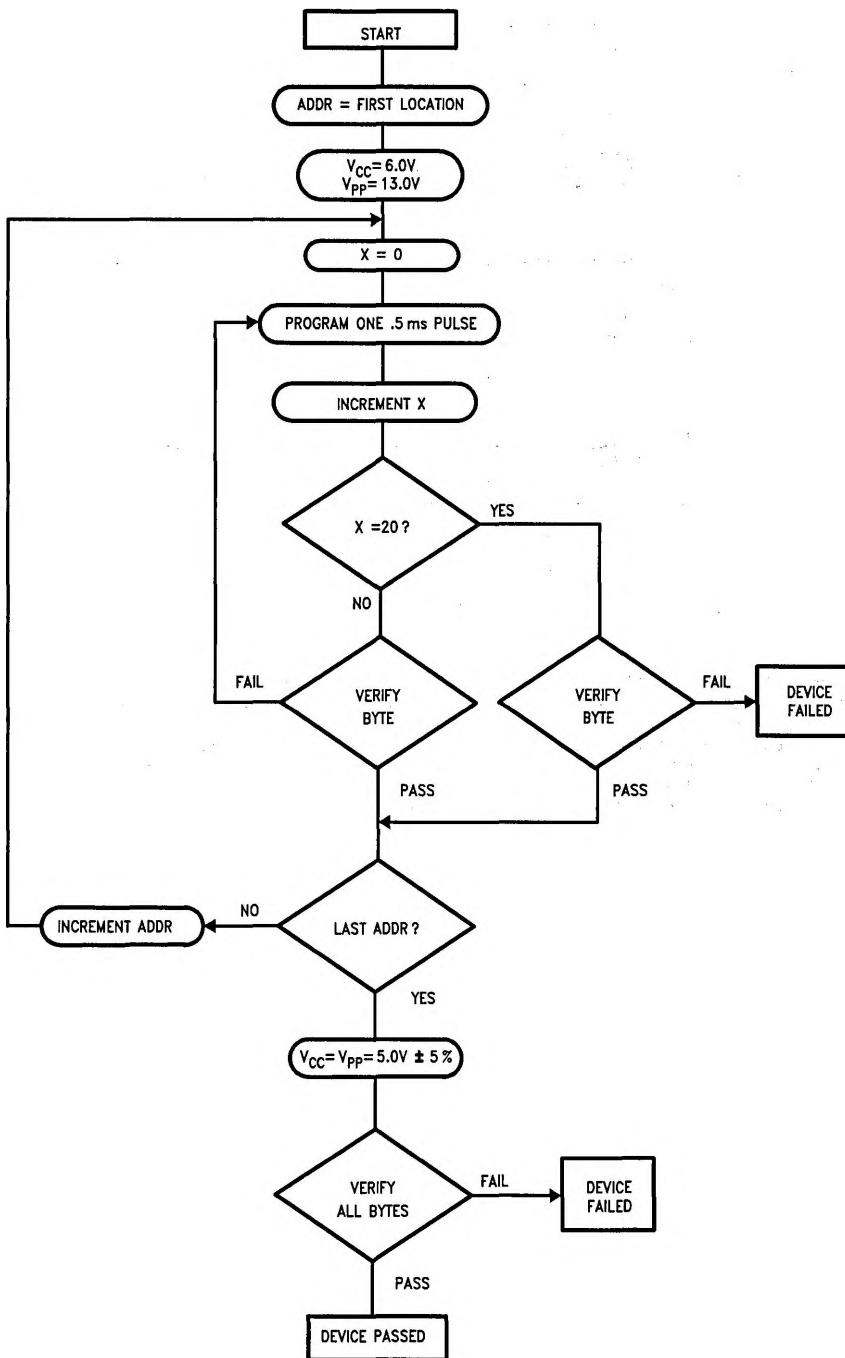 START
ADDR = FIRST LOCATION
VCC= 6.0V
VPP= 13.0V
X = 0
PROGRAM ONE .5 ms PULSE
INCREMENT X
X =20 ?
YES
NO
FAIL
VERIFY
BYTE
VERIFY
BYTE
FAIL
DEVICE
FAILED
PASS
PASS
INCREMENT ADDR
NO
LAST ADDR ?
YES
VCC= VPP= 5.0V ± 5 %
VERIFY
ALL BYTES
FAIL
DEVICE
FAILED
PASS
DEVICE PASSED